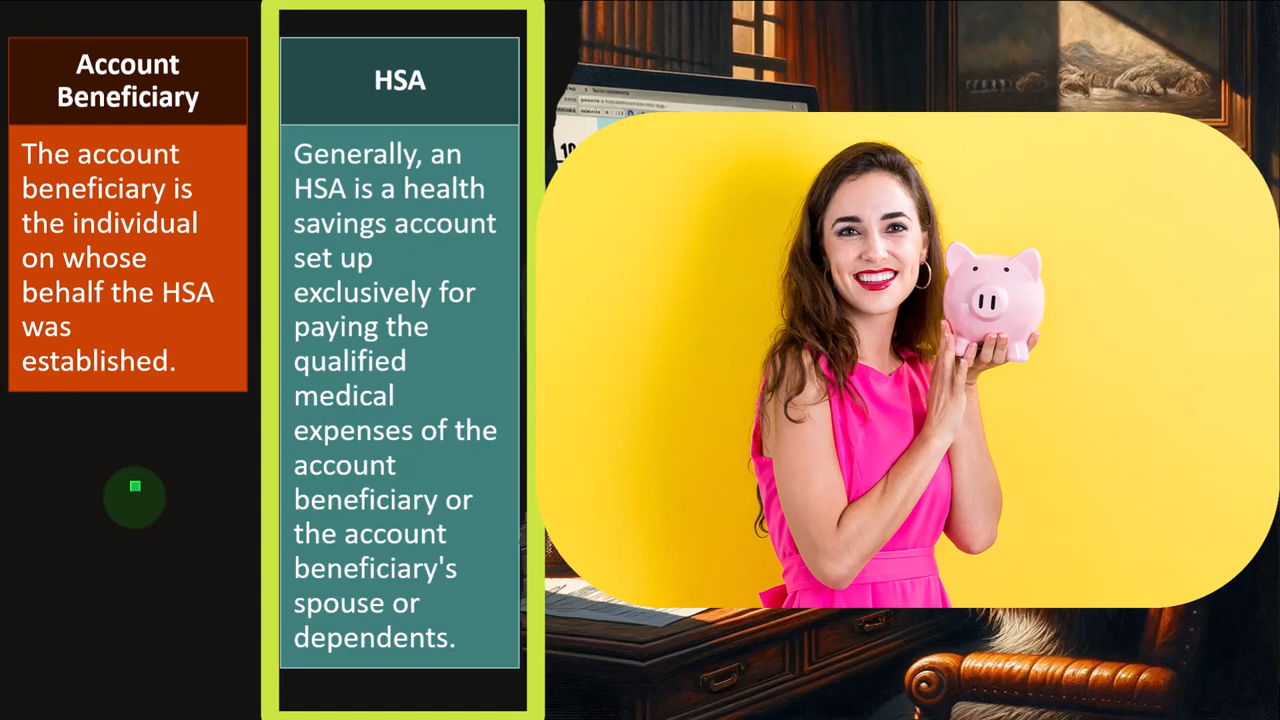 Account
Beneficiary
The account
beneficiary is
the individual
on whose
behalf the HSA
was
established.
HSA
Generally, an
HSA is a health
savings account
set up
exclusively for
paying the
qualified
medical
expenses of the
account
beneficiary or
the account
beneficiary's
spouse or
dependents.